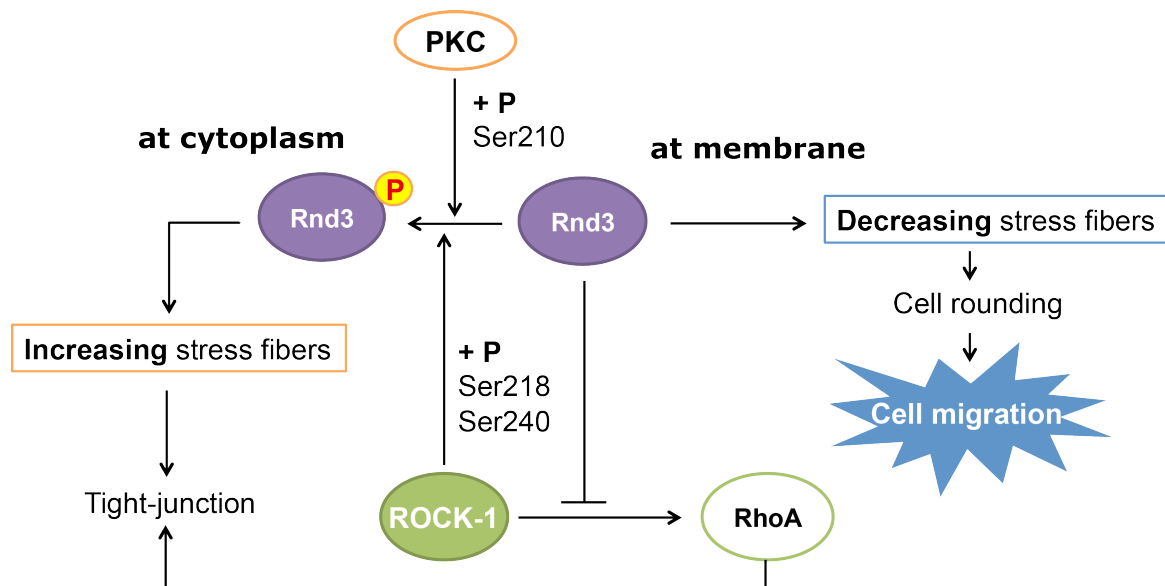 PKC
+ P
Ser210
at cytoplasm
at membrane
P
Rnd3
Rnd3
Decreasing stress fibers
Cell rounding
Increasing stress fibers
+ P
Ser218
Ser240
Cell migration
Tight-junction
ROCK-1
RhoA